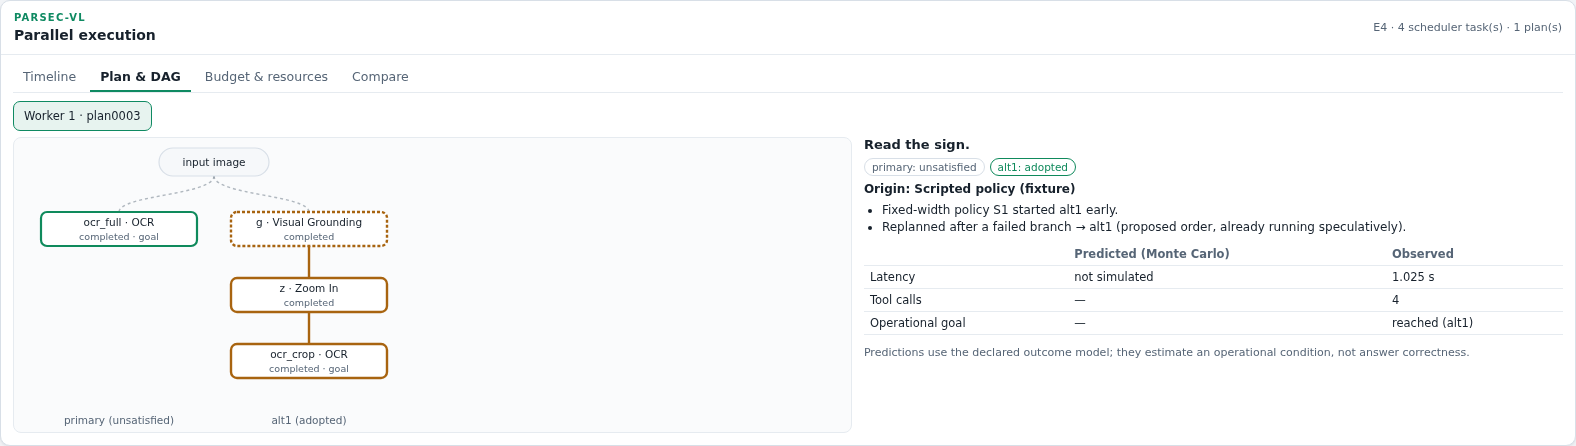 PARSEC-VL
Parallel execution
E4 · 4 scheduler task(s) · 1 plan(s)
Timeline Plan & DAG Budget & resources Compare
Worker 1 · plan0003
input image
ocr_full · OCR
completed · goal
g · Visual Grounding
completed
z · Zoom In
completed
ocr_crop · OCR
completed · goal
primary (unsatisfied) alt1 (adopted)
Read the sign.
primary: unsatisfied alt1: adopted
Origin: Scripted policy (fixture)
• Fixed-width policy S1 started alt1 early.
• Replanned after a failed branch → alt1 (proposed order, already running speculatively).
Predicted (Monte Carlo) Observed
Latency not simulated 1.025 s
Tool calls — 4
Operational goal — reached (alt1)
Predictions use the declared outcome model; they estimate an operational condition, not answer correctness.